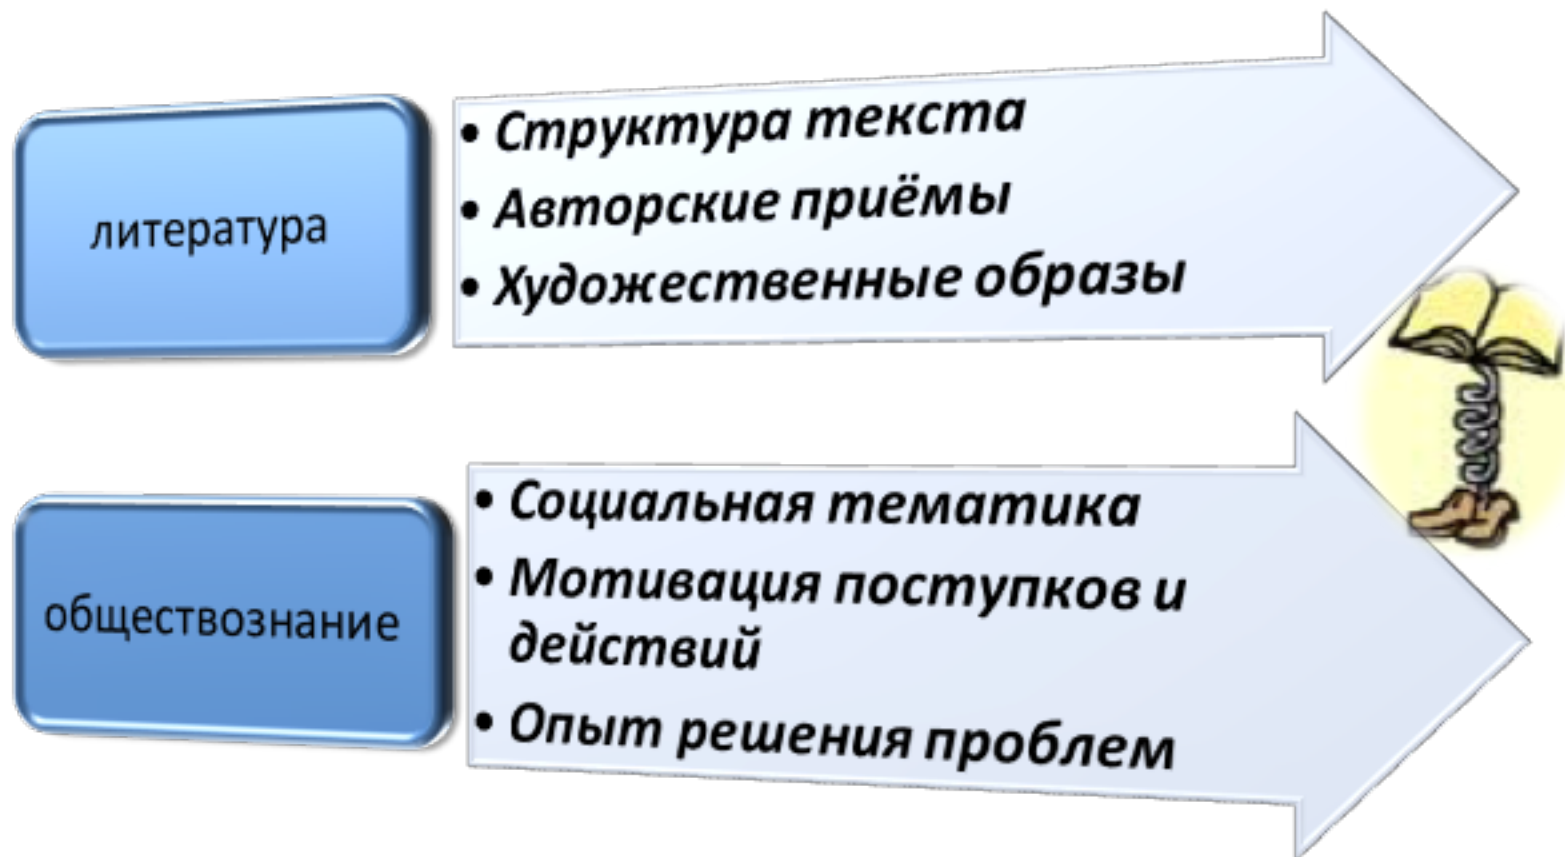 литература
• Структура текста
• Авторские приёмы
• Художественные образы
обществознание
• Социальная тематика
• Мотивация поступков и
действий
• Опыт решения проблем